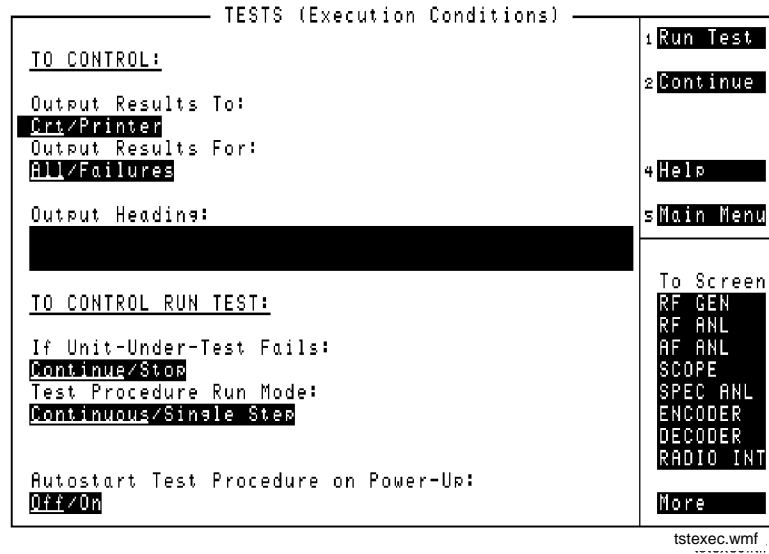 TESTS (Execution Conditions)
TO CONTROL:
Output Results To:
Crt/Printer
Output Results For:
All/Failures
Output Heading:
TO CONTROL RUN TEST:
If Unit-Under-Test Fails:
Continue/Stop
Test Procedure Run Mode:
Continuous/Single Step
Autostart Test Procedure on Power-Up:
Off/On
1 Run Test
2 Continue
4 Help
5 Main Menu
To Screen
RF GEN
RF ANL
AF ANL
SCOPE
SPEC ANL
ENCODER
DECODER
RADIO INT
More
tstexec.wmf